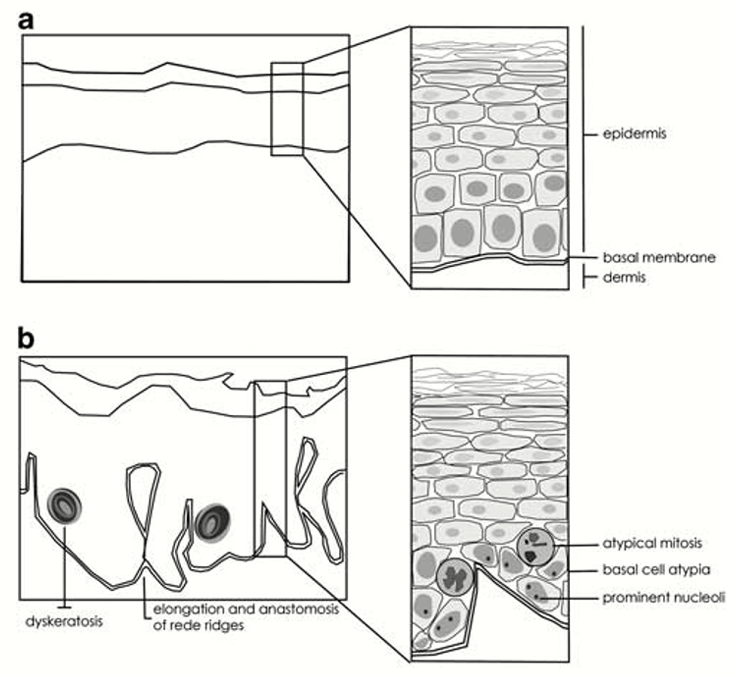 a
epidermis
basal membrane
dermis
b
atypical mitosis
basal cell atypia
prominent nucleoli
dyskeratosis
elongation and anastomosis
of rede ridges